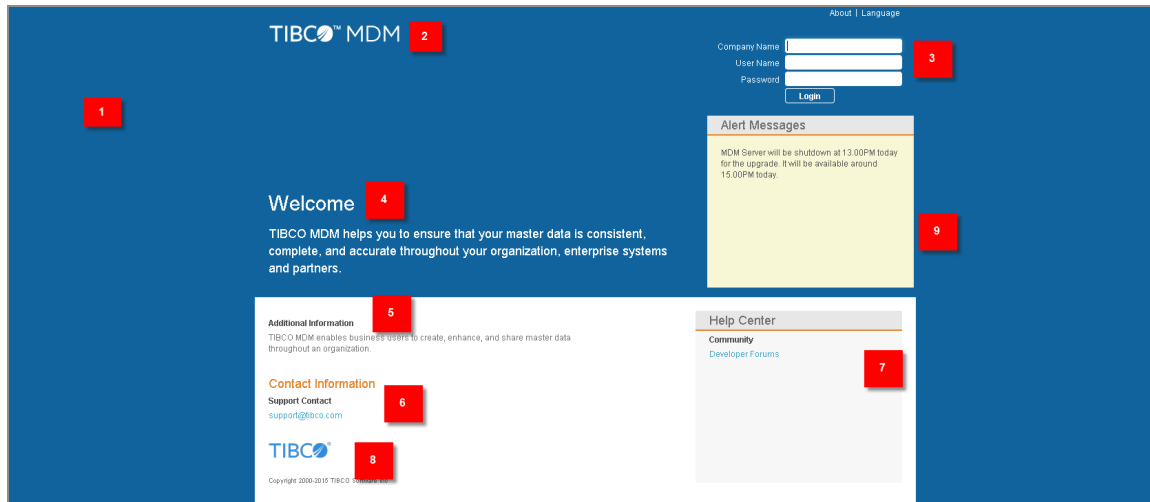 About | Language
TIBCO™ MDM
2
Company Name
3
User Name
Password
Login
1
Alert Messages
MDM Server will be shutdown at 13.00PM today
for the upgrade. It will be available around
15.00PM today.
Welcome
4
9
TIBCO MDM helps you to ensure that your master data is consistent,
complete, and accurate throughout your organization, enterprise systems
and partners.
5
Additional Information
TIBCO MDM enables business users to create, enhance, and share master data
throughout an organization.
Help Center
Community
Developer Forums
7
Contact Information
Support Contact
6
support@tibco.com
TIBCO®
8
Copyright 2000-2015 TIBCO Software Inc